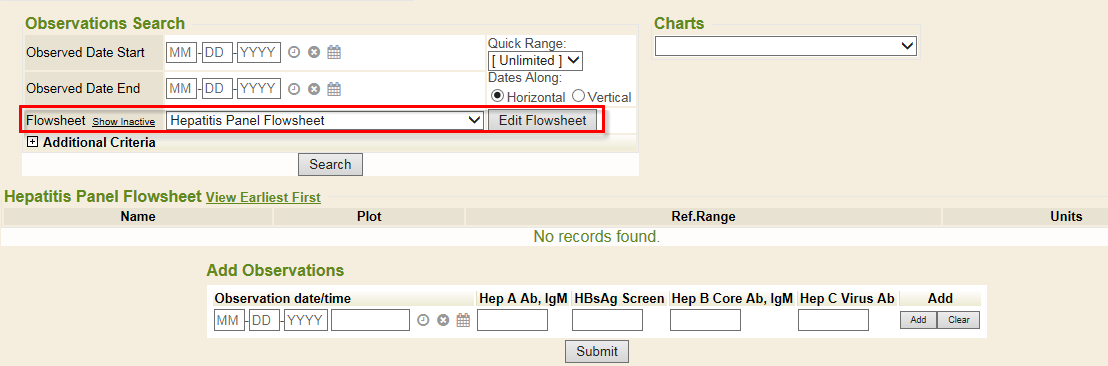 Observations Search
Charts
Observed Date Start MM - DD - YYYY
Quick Range:
[ Unlimited ]
Observed Date End MM - DD - YYYY
Dates Along:
Horizontal Vertical
Flowsheet Show Inactive Hepatitis Panel Flowsheet Edit Flowsheet
Additional Criteria
Search
Hepatitis Panel Flowsheet View Earliest First
Name Plot Ref.Range Units
No records found.
Add Observations
Observation date/time Hep A Ab, IgM HBsAg Screen Hep B Core Ab, IgM Hep C Virus Ab Add
MM - DD - YYYY Add Clear
Submit